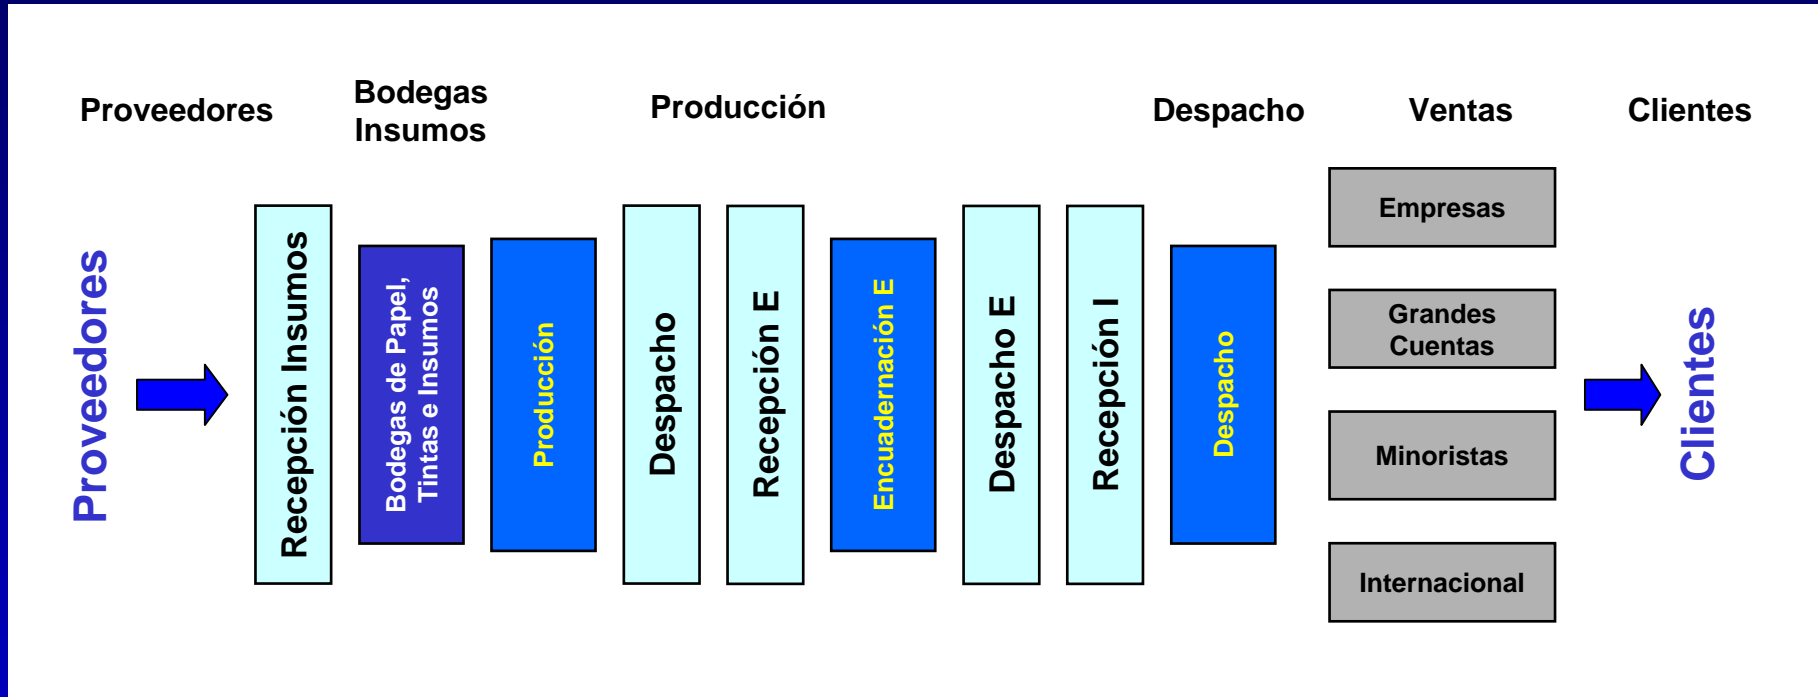 Proveedores
Bodegas
Insumos
Producción
Despacho
Ventas
Clientes
Proveedores
Recepción Insumos
Bodegas de Papel,
Tintas e Insumos
Producción
Despacho
Recepción E
Encuadernación E
Despacho E
Recepción I
Despacho
Empresas
Grandes
Cuentas
Minoristas
Internacional
Clientes